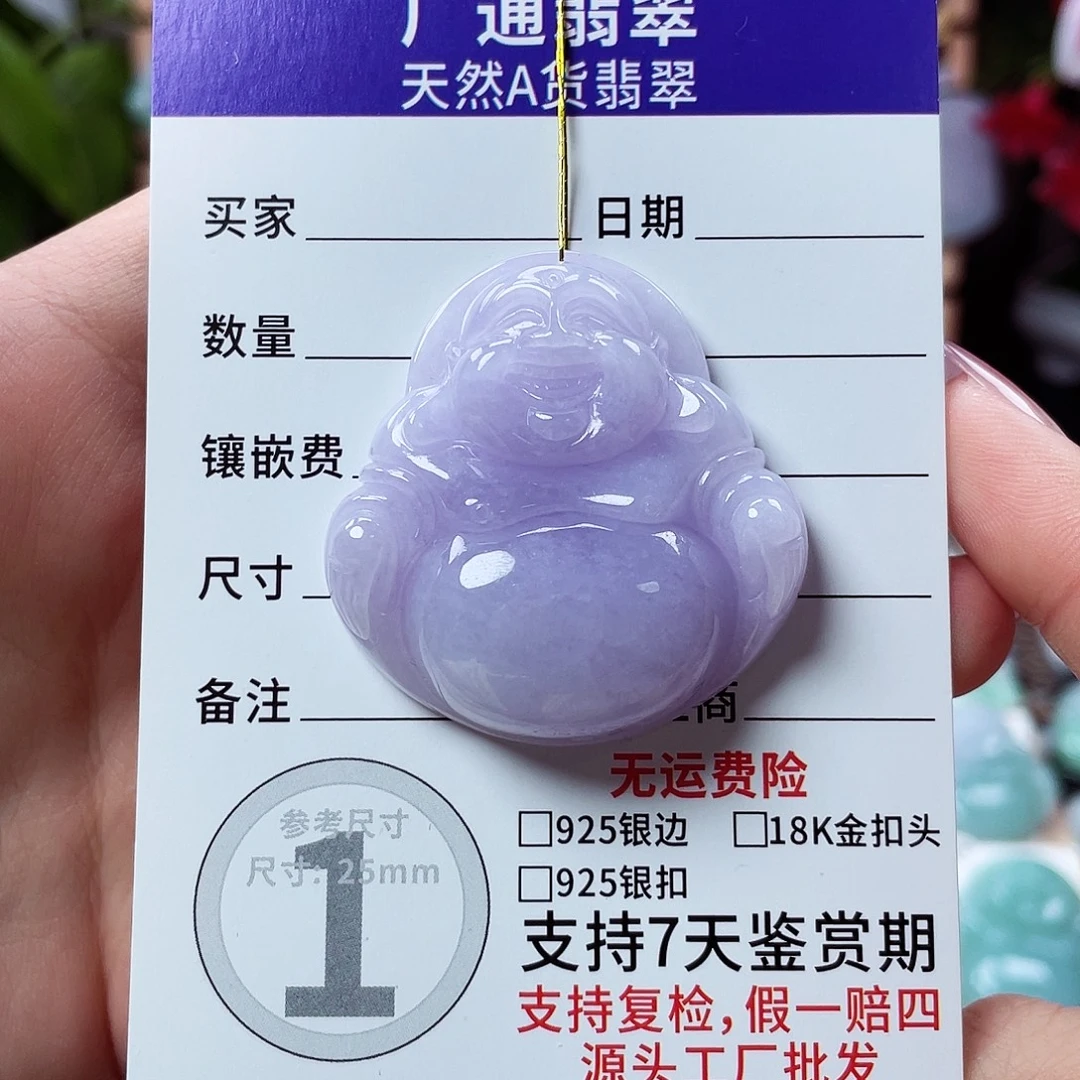 广通翡翠
天然A货翡翠
买家 日期
数量
镶嵌费
尺寸
备注 商
无运费险
参考尺寸
□925银边 □18K金扣头
尺寸: 25mm
1
□925银扣
支持7天鉴赏期
支持复检,假一赔四
源头工厂批发